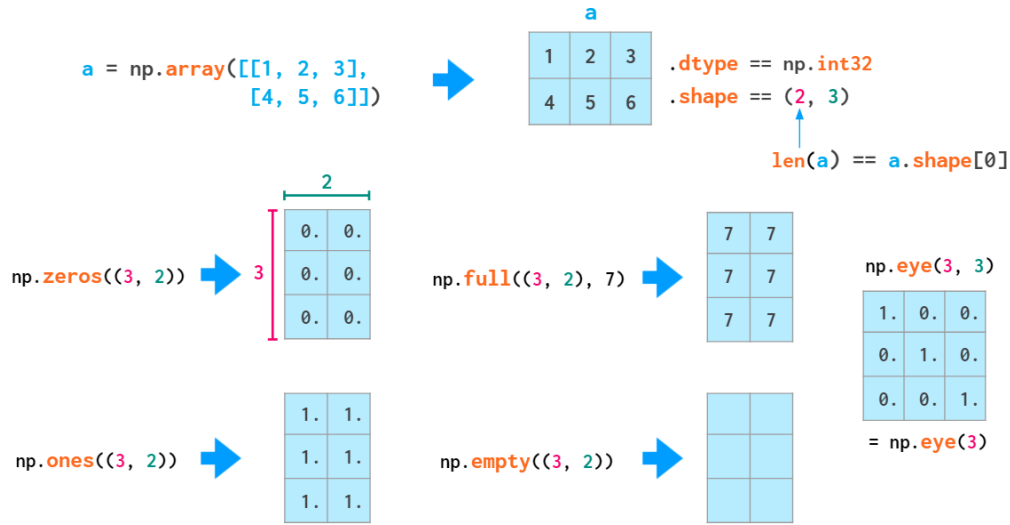 a
a = np.array([[1, 2, 3],
[4, 5, 6]])
1 2 3
4 5 6
.dtype == np.int32
.shape == (2, 3)
len(a) == a.shape[0]
np.zeros((3, 2))
2
3
0. 0.
0. 0.
0. 0.
np.full((3, 2), 7)
7 7
7 7
7 7
np.eye(3, 3)
1. 0. 0.
0. 1. 0.
0. 0. 1.
= np.eye(3)
np.ones((3, 2))
1. 1.
1. 1.
1. 1.
np.empty((3, 2))